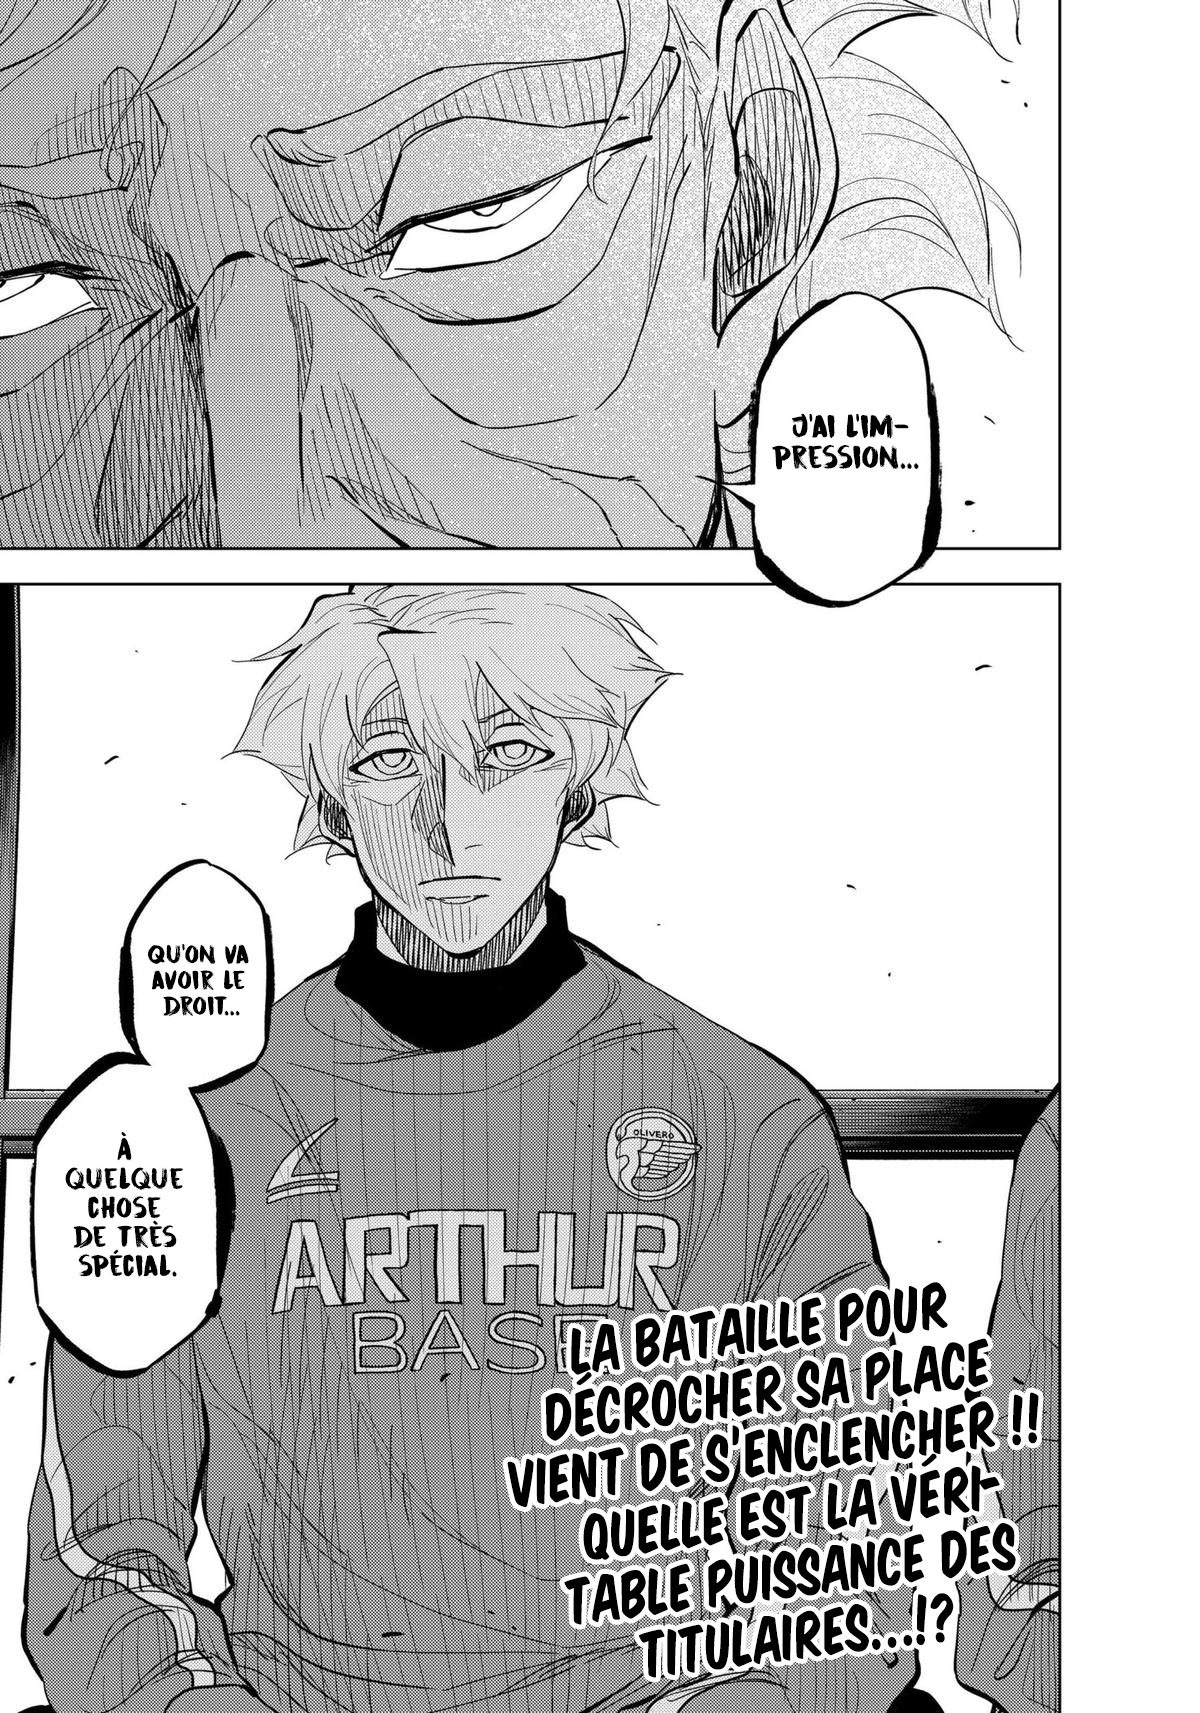 J'AI L'IM-
PRESSION...
QU'ON VA
AVOIR LE
DROIT...
À
QUELQUE
CHOSE
DE TRÈS
SPÉCIAL.
OLIVERO
ARTHUR
BASE
LA BATAILLE POUR
DÉCROCHER SA PLACE
VIENT DE S'ENCLENCHER !!
QUELLE EST LA VÉRI-
TABLE PUISSANCE DES
TITULAIRES...!?